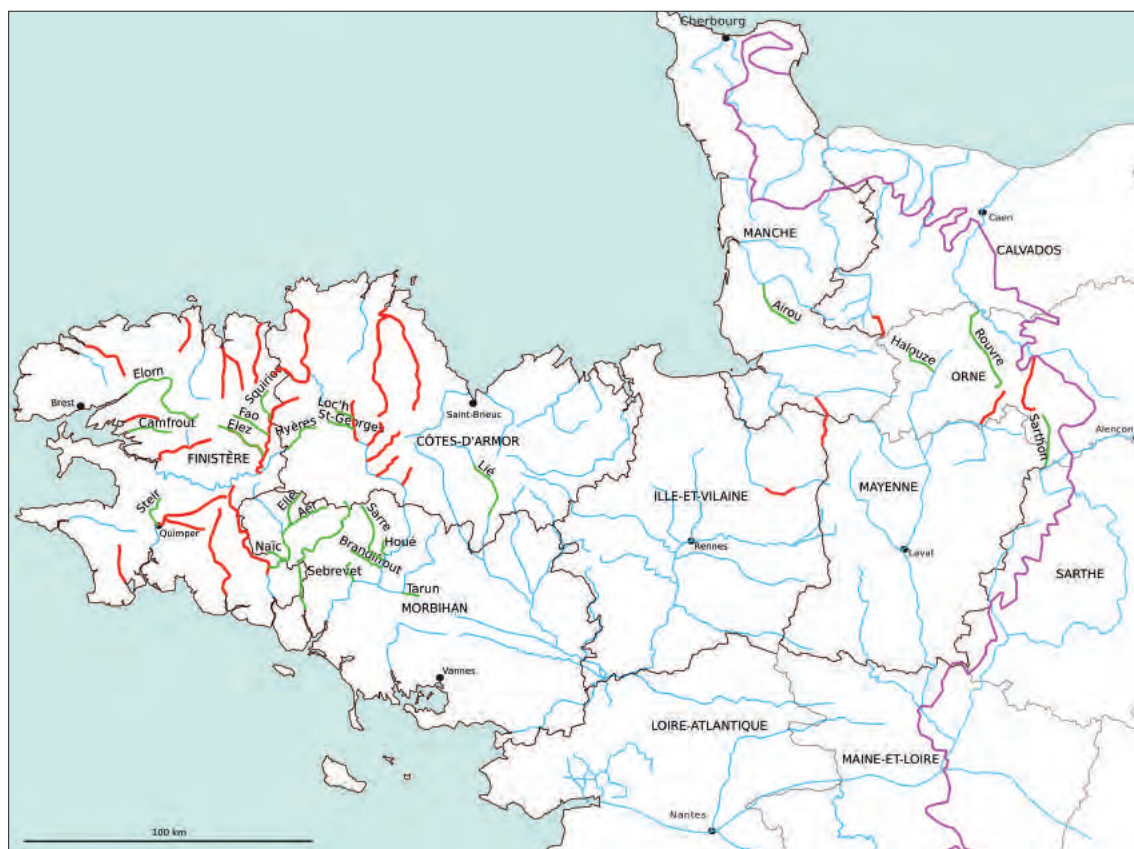 Cherbourg
Caen
MANCHE
CALVADOS
Airou
Halouze
Rouvre
ORNE
Elorn
Squiriou
Brest
Loc'h
St-Georges
Saint-Brieuc
Fao
Camfrout
Elez
Hyères
Sarthon
Alençon
CÔTES-D'ARMOR
FINISTÈRE
Lié
MAYENNE
ILLE-ET-VILAINE
Steïr
Ellé
Aër
Sarre
Quimper
Houé
Rennes
Laval
Naïc
Brandifrout
Sebrevet
SARTHE
Tarun
MORBIHAN
Vannes
LOIRE-ATLANTIQUE
MAINE-ET-LOIRE
Nantes
100 km